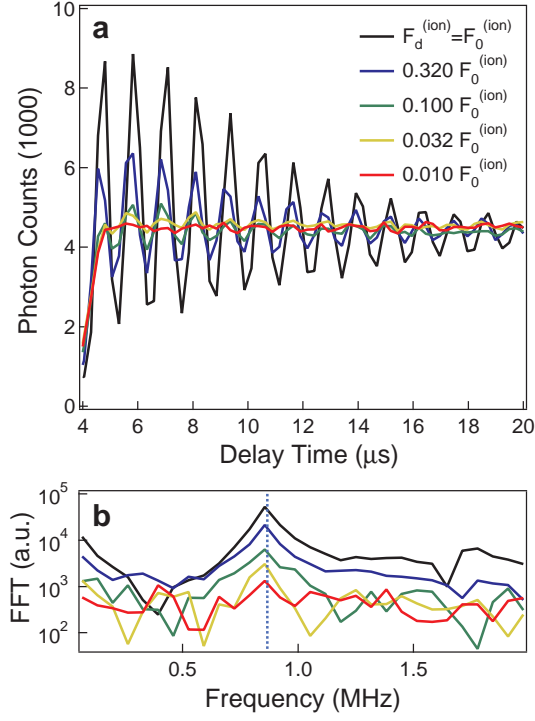 a
F_d^(ion)=F_0^(ion)
0.320 F_0^(ion)
0.100 F_0^(ion)
0.032 F_0^(ion)
0.010 F_0^(ion)
Photon Counts (1000)
10
8
6
4
2
0
4 6 8 10 12 14 16 18 20
Delay Time (μs)
b
FFT (a.u.)
10^5
10^4
10^3
10^2
0.5 1.0 1.5
Frequency (MHz)